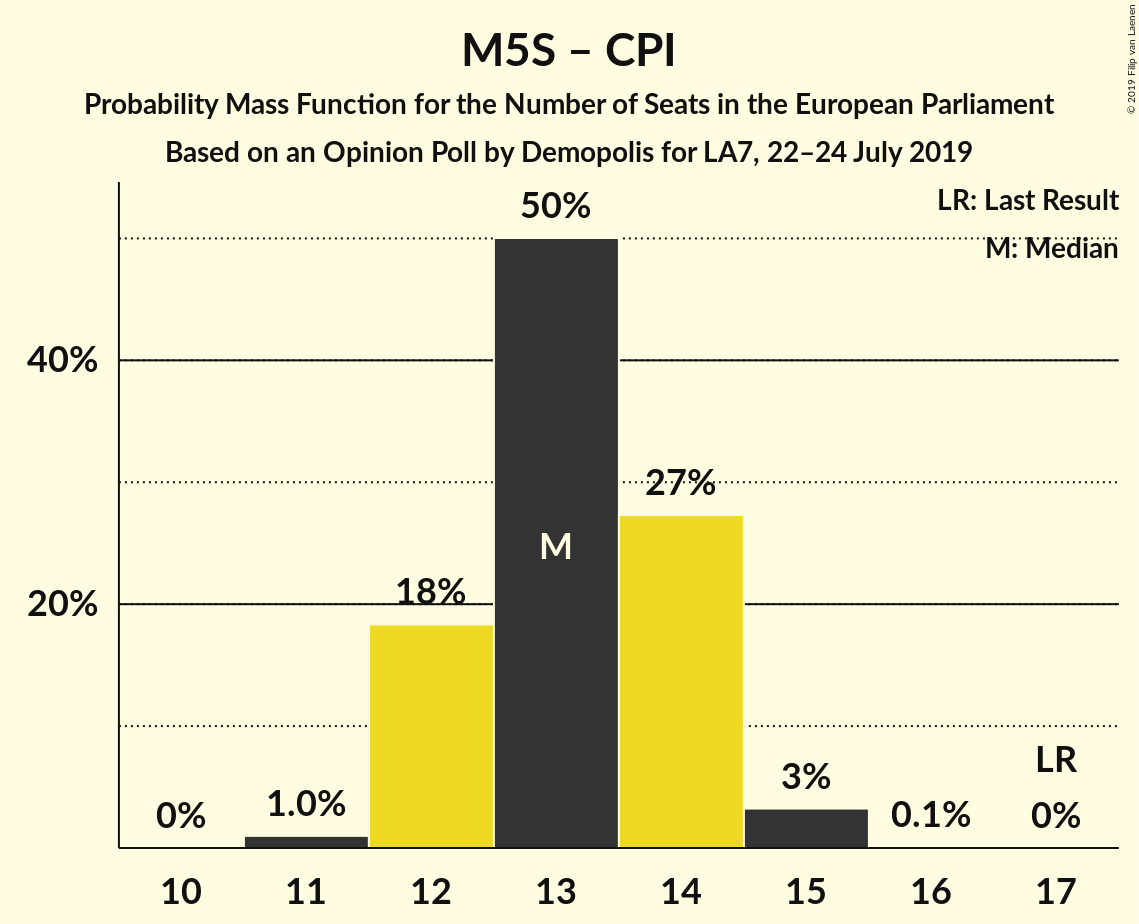 M5S – CPI
Probability Mass Function for the Number of Seats in the European Parliament
Based on an Opinion Poll by Demopolis for LA7, 22–24 July 2019
© 2019 Filip van Laenen
LR: Last Result
M: Median
50%
40%
27%
M
20%
18%
LR
3%
0%
1.0%
0.1%
0%
10 11 12 13 14 15 16 17